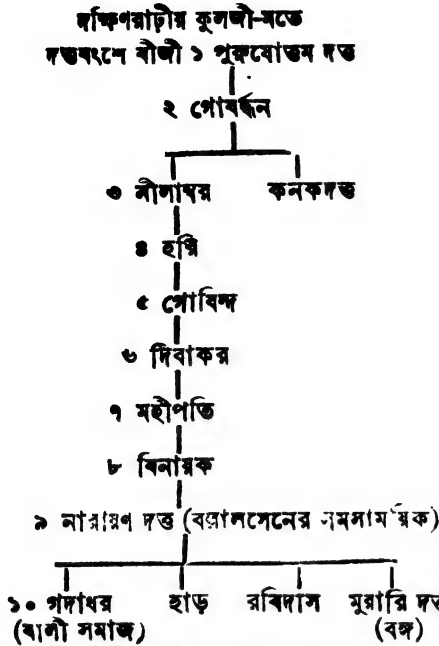 দক্ষিণরাঢ়ীয় কুলজী-মতে
দত্তবংশে বীজী ১ পুরুষোত্তম দত্ত
২ গোবর্দ্ধন
৩ নীলাম্বর কনকদত্ত
৪ হরি
৫ গোবিন্দ
৬ দিবাকর
৭ মহীপতি
৮ বিনায়ক
৯ নারায়ণ দত্ত (বল্লালসেনের সমসাময়িক)
১০ গদাধর হাড় রবিদাস মুরারি দত্ত
(বালী সমাজ) (বঙ্গ)